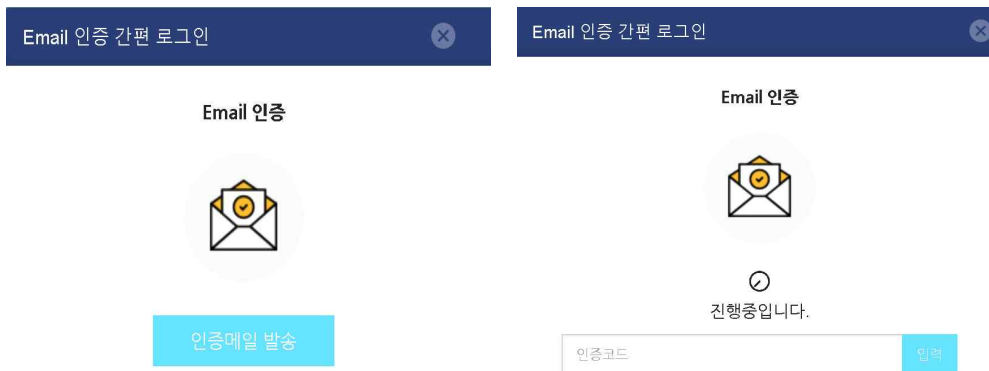 Email 인증 간편 로그인
Email 인증
인증메일 발송
Email 인증 간편 로그인
Email 인증
진행중입니다.
인증코드
입력